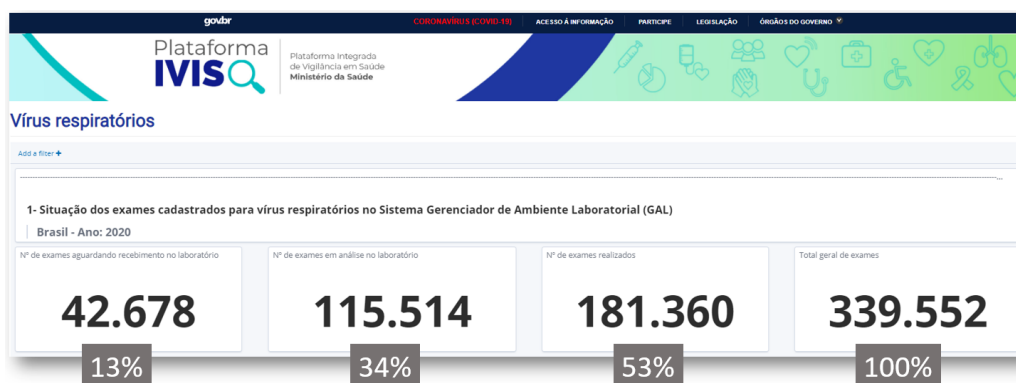 govbr
CORONAVÍRUS (COVID-19) ACESSO À INFORMAÇÃO PARTICIPE LEGISLAÇÃO ÓRGÃOS DO GOVERNO
Plataforma
IVIS
Plataforma Integrada
de Vigilância em Saúde
Ministério da Saúde
Vírus respiratórios
Add a filter +
1- Situação dos exames cadastrados para vírus respiratórios no Sistema Gerenciador de Ambiente Laboratorial (GAL)
Brasil - Ano: 2020
Nº de exames aguardando recebimento no laboratório
Nº de exames em análise no laboratório
Nº de exames realizados
Total geral de exames
42.678 115.514 181.360 339.552
13% 34% 53% 100%